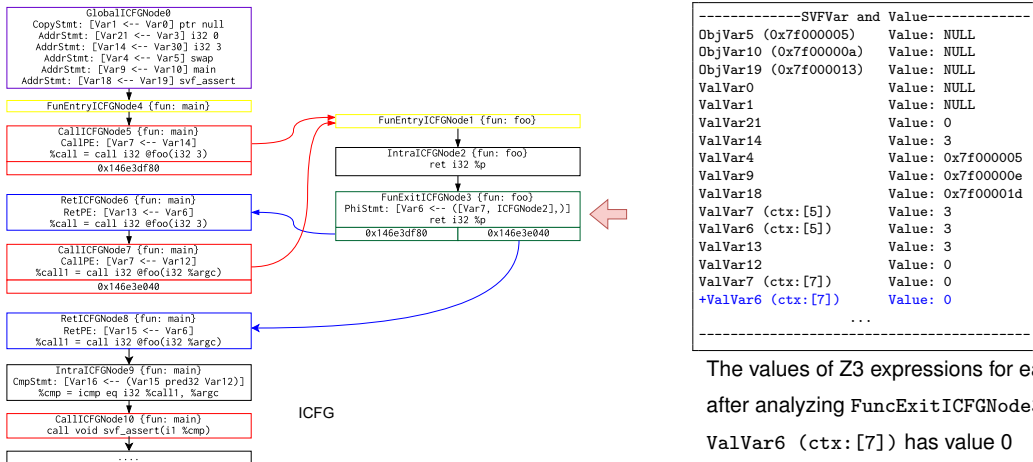 GlobalICFGNode0
CopyStmt: [Var1 <-- Var0] ptr null
AddrStmt: [Var21 <-- Var3] i32 0
AddrStmt: [Var14 <-- Var30] i32 3
AddrStmt: [Var4 <-- Var5] swap
AddrStmt: [Var9 <-- Var10] main
AddrStmt: [Var18 <-- Var19] svf_assert
FunEntryICFGNode4 {fun: main}
CallICFGNode5 {fun: main}
CallPE: [Var7 <-- Var14]
%call = call i32 @foo(i32 3)
0x146e3df80
RetICFGNode6 {fun: main}
RetPE: [Var13 <-- Var6]
%call = call i32 @foo(i32 3)
CallICFGNode7 {fun: main}
CallPE: [Var7 <-- Var12]
%call1 = call i32 @foo(i32 %argc)
0x146e3e040
RetICFGNode8 {fun: main}
RetPE: [Var15 <-- Var6]
%call1 = call i32 @foo(i32 %argc)
IntraICFGNode9 {fun: main}
CmpStmt: [Var16 <-- (Var15 pred32 Var12)]
%cmp = icmp eq i32 %call1, %argc
CallICFGNode10 {fun: main}
call void svf_assert(i1 %cmp)
....
FunEntryICFGNode1 {fun: foo}
IntraICFGNode2 {fun: foo}
ret i32 %p
FunExitICFGNode3 {fun: foo}
PhiStmt: [Var6 <-- ([Var7, ICFGNode2],)]
ret i32 %p
0x146e3df80 0x146e3e040
ICFG
-------------SVFVar and Value-------------
ObjVar5 (0x7f000005) Value: NULL
ObjVar10 (0x7f00000a) Value: NULL
ObjVar19 (0x7f000013) Value: NULL
ValVar0 Value: NULL
ValVar1 Value: NULL
ValVar21 Value: 0
ValVar14 Value: 3
ValVar4 Value: 0x7f000005
ValVar9 Value: 0x7f00000e
ValVar18 Value: 0x7f00001d
ValVar7 (ctx:[5]) Value: 3
ValVar6 (ctx:[5]) Value: 3
ValVar13 Value: 3
ValVar12 Value: 0
ValVar7 (ctx:[7]) Value: 0
+ValVar6 (ctx:[7]) Value: 0
...
------------------------------------------
The values of Z3 expressions for ea
after analyzing FuncExitICFGNode
ValVar6 (ctx:[7]) has value 0